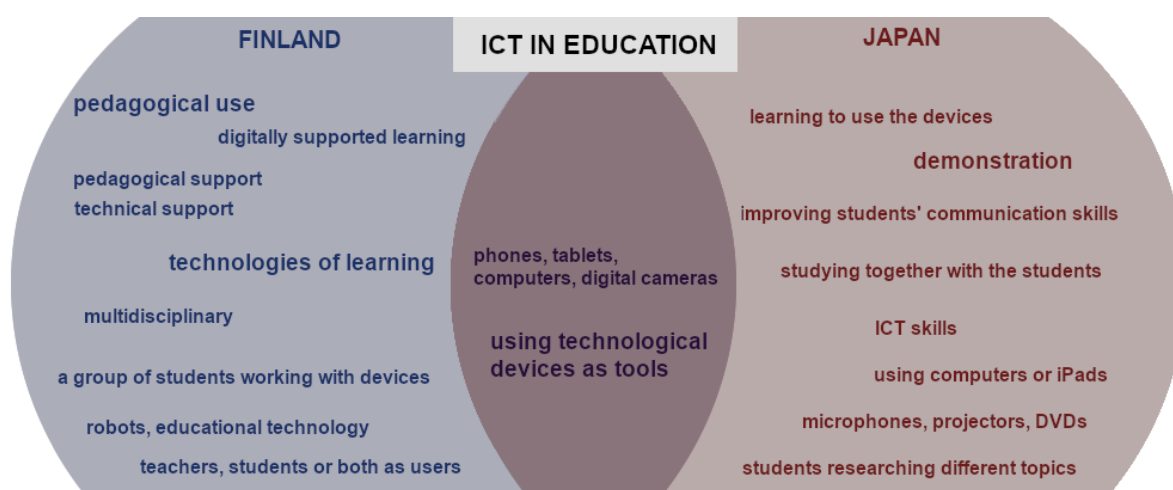 ICT IN EDUCATION
FINLAND
pedagogical use
digitally supported learning
pedagogical support
technical support
technologies of learning
multidisciplinary
a group of students working with devices
robots, educational technology
teachers, students or both as users
phones, tablets,
computers, digital cameras
using technological
devices as tools
JAPAN
learning to use the devices
demonstration
improving students' communication skills
studying together with the students
ICT skills
using computers or iPads
microphones, projectors, DVDs
students researching different topics